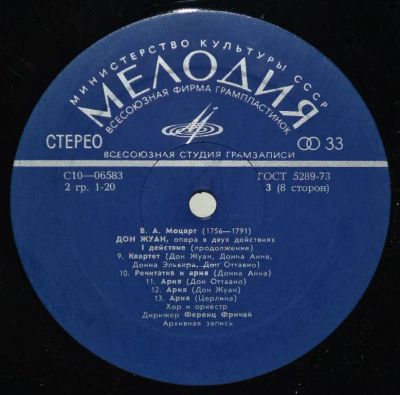 МИНИСТЕРСТВО КУЛЬТУРЫ СССР
МЕЛОДИЯ
ВСЕСОЮЗНАЯ ФИРМА ГРАМПЛАСТИНОК
СТЕРЕО
33
ВСЕСОЮЗНАЯ СТУДИЯ ГРАМЗАПИСИ
С10—06583
ГОСТ 5289-73
2 гр. 1-20
3 (8 сторон)
В. А. Моцарт (1756—1791)
ДОН ЖУАН, опера в двух действиях
I действие (продолжение)
9. Квартет (Дон Жуан, Донна Анна,
Донна Эльвира, Дон Оттавио)
10. Речитатив и ария (Донна Анна)
11. Ария (Дон Оттавио)
12. Ария (Дон Жуан)
13. Ария (Церлина)
Хор и оркестр
Дирижер Ференц Фричай
Архивная запись